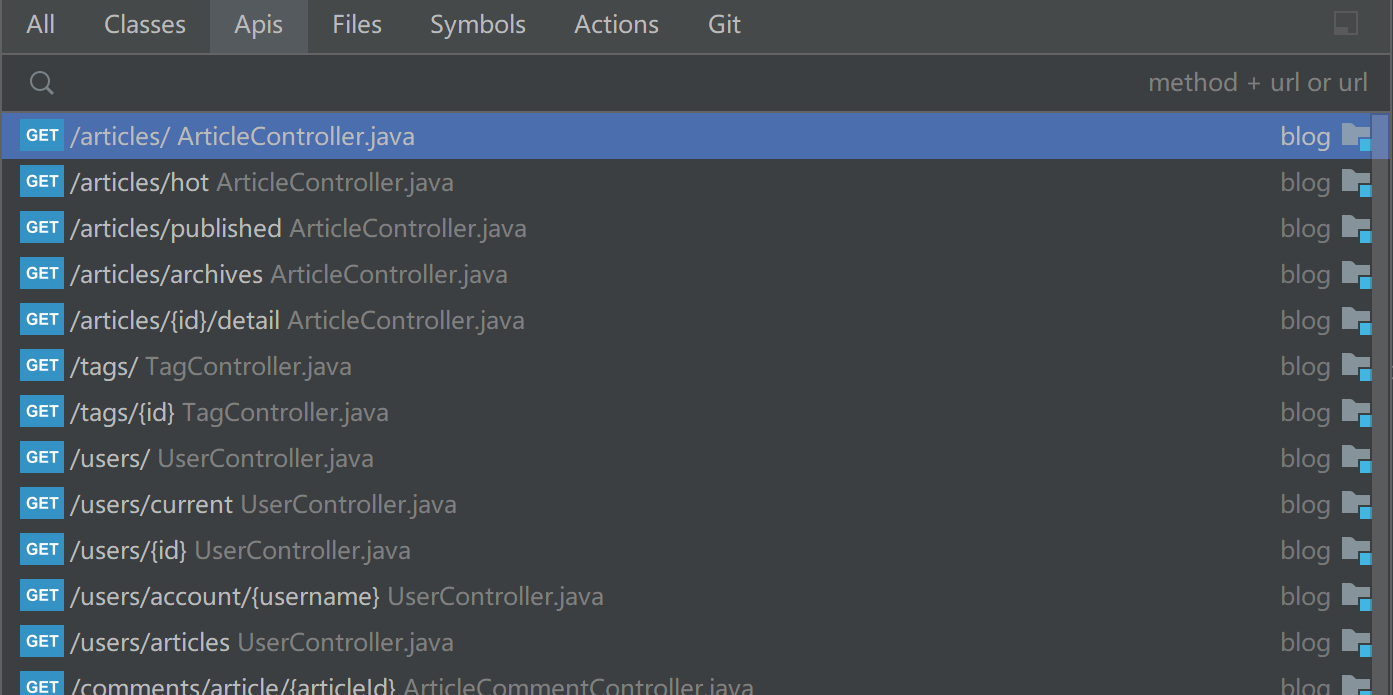 All Classes Apis Files Symbols Actions Git
method + url or url
GET /articles/ ArticleController.java blog
GET /articles/hot ArticleController.java blog
GET /articles/published ArticleController.java blog
GET /articles/archives ArticleController.java blog
GET /articles/{id}/detail ArticleController.java blog
GET /tags/ TagController.java blog
GET /tags/{id} TagController.java blog
GET /users/ UserController.java blog
GET /users/current UserController.java blog
GET /users/{id} UserController.java blog
GET /users/account/{username} UserController.java blog
GET /users/articles UserController.java blog
GET /comments/article/{articleId} ArticleCommentController.java blog